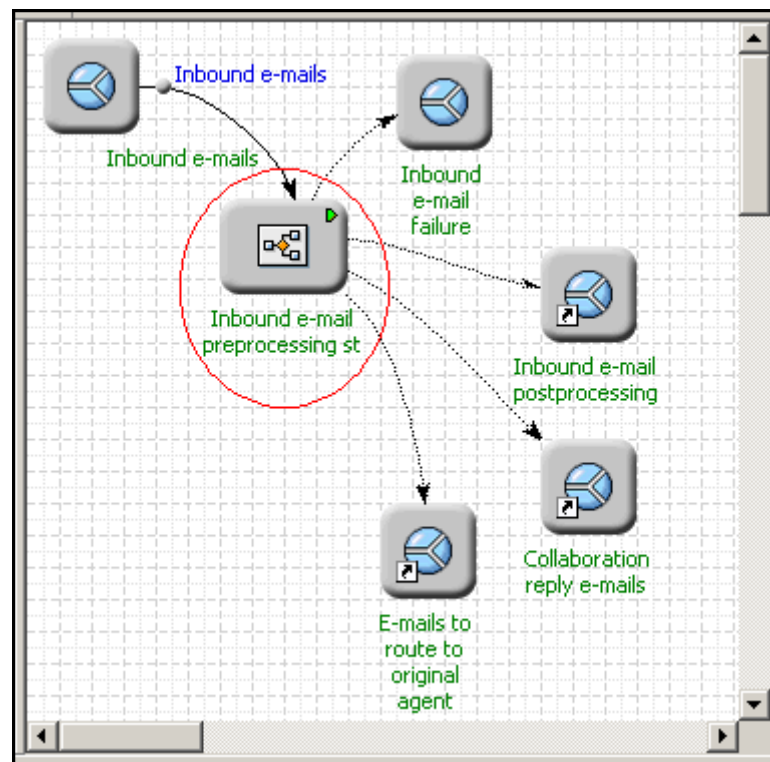 Inbound e-mails
Inbound e-mails
Inbound
e-mail
failure
Inbound e-mail
preprocessing st
Inbound e-mail
postprocessing
Collaboration
reply e-mails
E-mails to
route to
original
agent